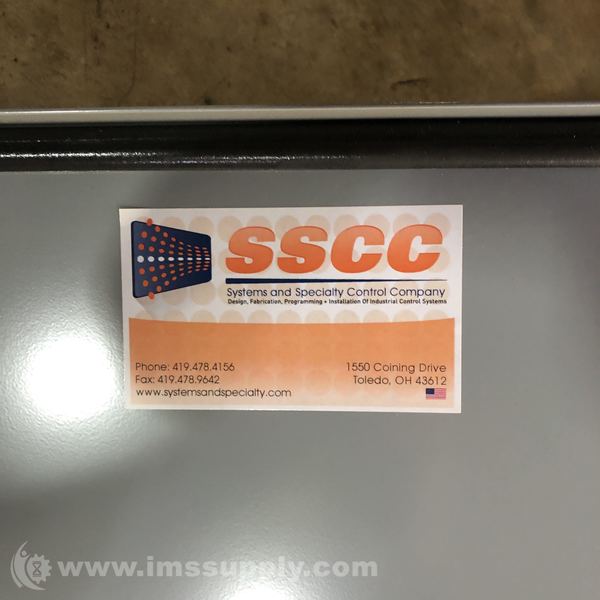 SSCC
Systems and Specialty Control Company
Design, Fabrication, Programming • Installation Of Industrial Control Systems
Phone: 419.478.4156
Fax: 419.478.9642
www.systemsandspecialty.com
1550 Coining Drive
Toledo, OH 43612
www.imssupply.com